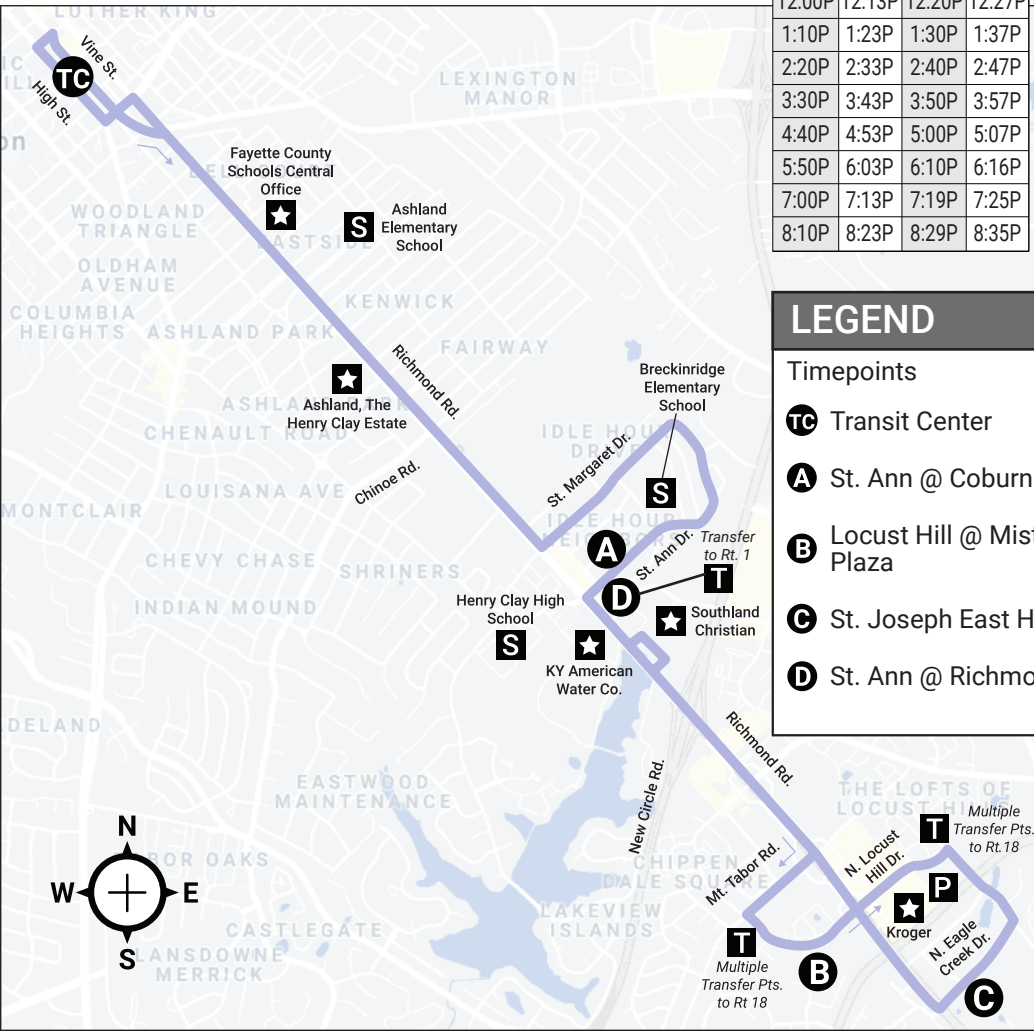 LUTHER KING
12:00P 12:13P 12:20P 12:27P
1:10P 1:23P 1:30P 1:37P
2:20P 2:33P 2:40P 2:47P
3:30P 3:43P 3:50P 3:57P
4:40P 4:53P 5:00P 5:07P
5:50P 6:03P 6:10P 6:16P
7:00P 7:13P 7:19P 7:25P
8:10P 8:23P 8:29P 8:35P
Vine St.
TC
High St.
LEXINGTON
MANOR
Fayette County
Schools Central
Office
S
Ashland
Elementary
School
WOODLAND
TRIANGLE
EASTSIDE
OLDHAM
AVENUE
COLUMBIA
HEIGHTS
ASHLAND PARK
KENWICK
FAIRWAY
Richmond Rd.
Ashland, The
Henry Clay Estate
CHENAULT ROAD
Chinoe Rd.
LOUISANA AVE
MONTCLAIR
CHEVY CHASE
SHRINERS
INDIAN MOUND
Breckinridge
Elementary
School
IDLE HOUR
DRIVE
St. Margaret Dr.
S
IDLE HOUR
A
St. Ann Dr.
Transfer
to Rt. 1
T
D
Southland
Christian
Henry Clay High
School
S
KY American
Water Co.
LEGEND
Timepoints
TC Transit Center
A St. Ann @ Coburn
B Locust Hill @ Mist
Plaza
C St. Joseph East H
D St. Ann @ Richmo
Richmond Rd.
New Circle Rd.
EASTWOOD
MAINTENANCE
THE LOFTS OF
LOCUST HILL
Multiple
Transfer Pts.
to Rt.18
T
N. Locust
Hill Dr.
P
Kroger
N. Eagle
Creek Dr.
C
CHIPPEN
DALE SQUARE
Mt. Tabor Rd.
LAKEVIEW
ISLANDS
T
Multiple
Transfer Pts.
to Rt 18
B
N
W E
S
BOR OAKS
CASTLEGATE
LANSDOWNE
MERRICK